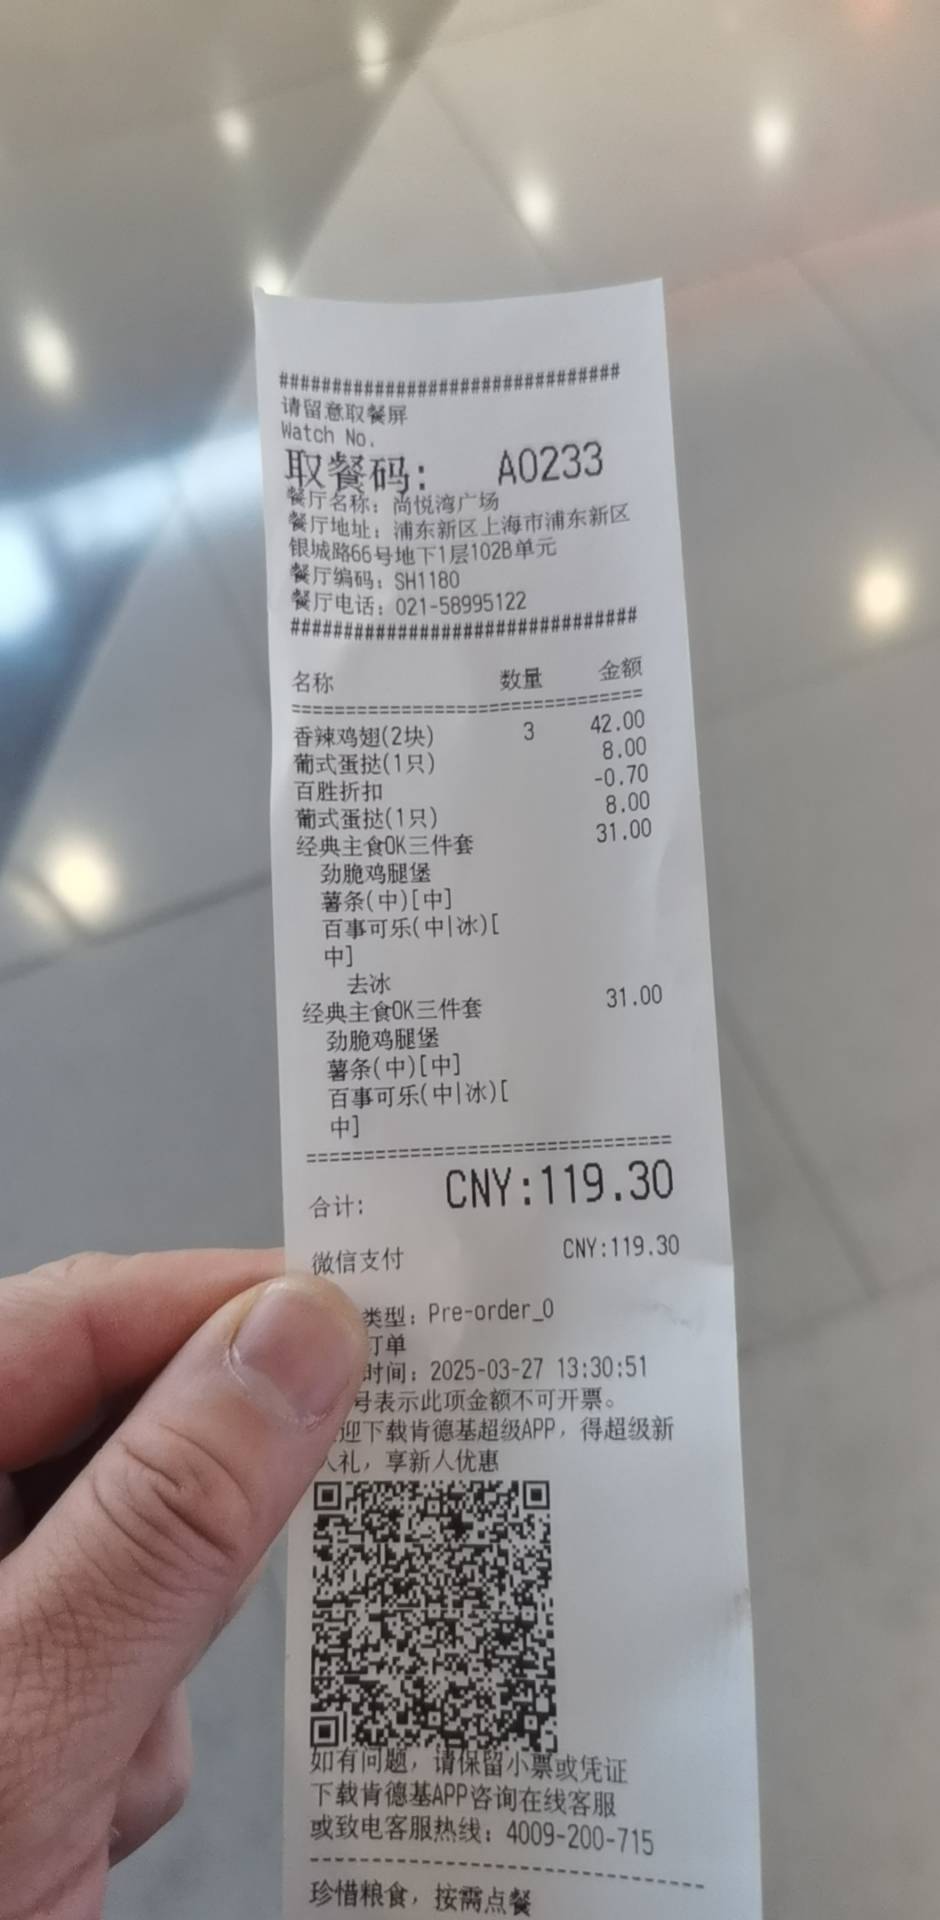 ################################
请留意取餐屏
Watch No.
取餐码： A0233
餐厅名称：尚悦湾广场
餐厅地址：浦东新区上海市浦东新区
银城路66号地下1层102B单元
餐厅编码：SH1180
餐厅电话：021-58995122
################################
名称 数量 金额
================================
香辣鸡翅(2块) 3 42.00
葡式蛋挞(1只) 8.00
百胜折扣 -0.70
葡式蛋挞(1只) 8.00
经典主食OK三件套 31.00
劲脆鸡腿堡
薯条(中)[中]
百事可乐(中|冰)[
中]
去冰
经典主食OK三件套 31.00
劲脆鸡腿堡
薯条(中)[中]
百事可乐(中|冰)[
中]
================================
合计: CNY:119.30
微信支付 CNY:119.30
类型：Pre-order_0
订单
时间：2025-03-27 13:30:51
号表示此项金额不可开票。
迎下载肯德基超级APP，得超级新
人礼，享新人优惠
如有问题，请保留小票或凭证
下载肯德基APP咨询在线客服
或致电客服热线：4009-200-715
--------------------------------
珍惜粮食，按需点餐